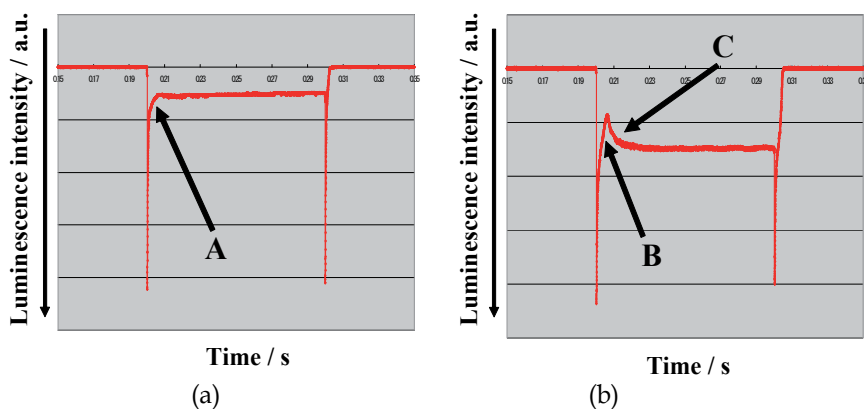 Luminescence intensity / a.u.
0.15 0.17 0.19 0.21 0.23 0.25 0.27 0.29 0.31 0.33 0.35
A
Time / s
(a)
Luminescence intensity / a.u.
0.15 0.17 0.19 0.21 0.23 0.25 0.27 0.29 0.31 0.33
C
B
Time / s
(b)